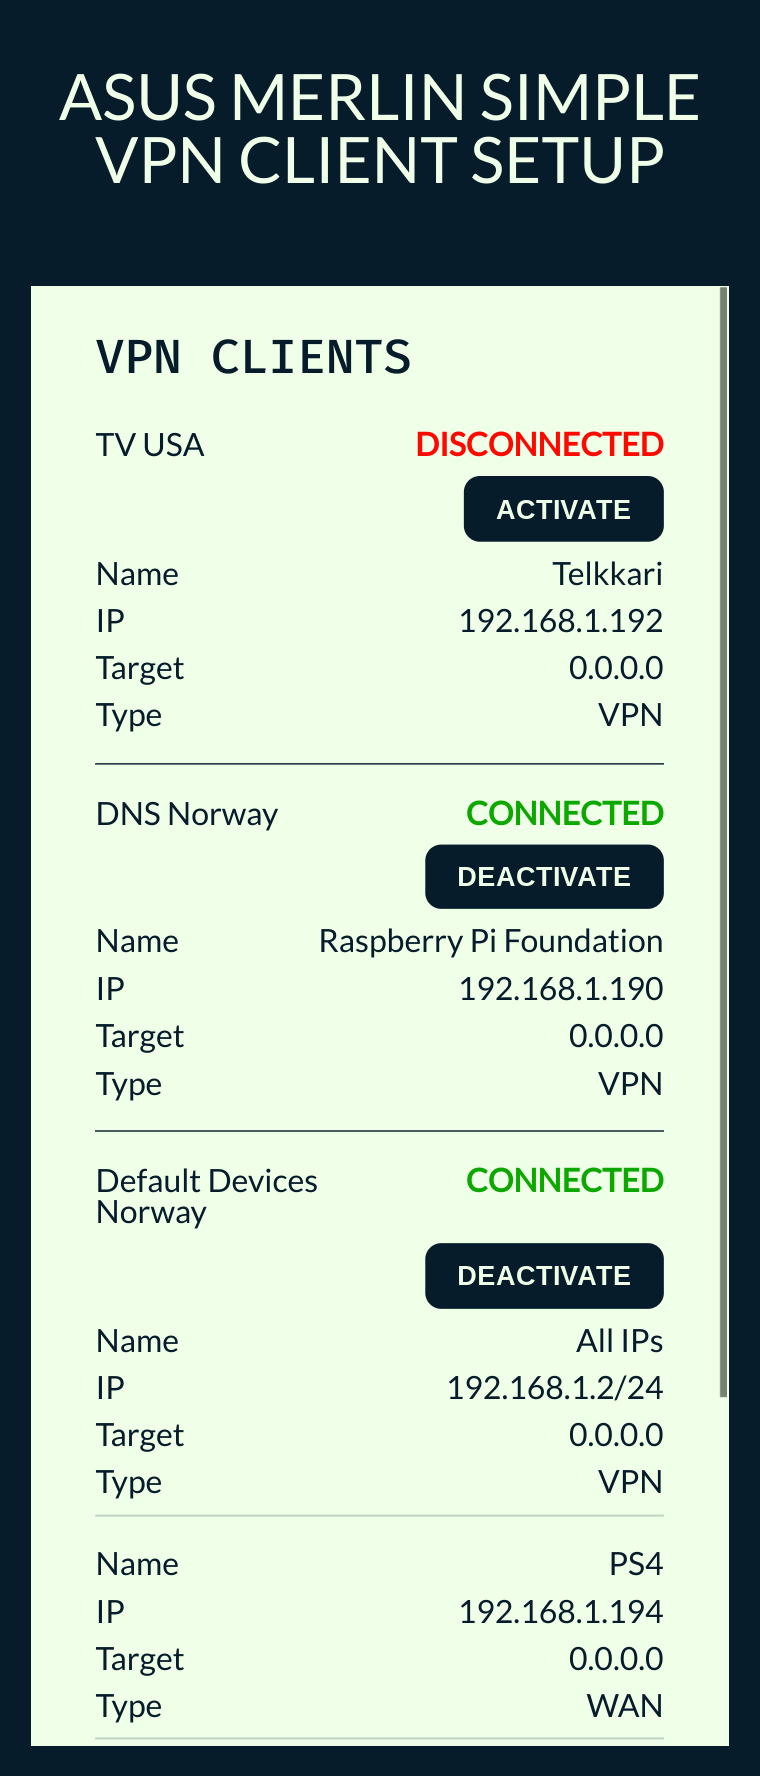 ASUS MERLIN SIMPLE
VPN CLIENT SETUP
VPN CLIENTS
TV USA DISCONNECTED
ACTIVATE
Name Telkkari
IP 192.168.1.192
Target 0.0.0.0
Type VPN
DNS Norway CONNECTED
DEACTIVATE
Name Raspberry Pi Foundation
IP 192.168.1.190
Target 0.0.0.0
Type VPN
Default Devices CONNECTED
Norway
DEACTIVATE
Name All IPs
IP 192.168.1.2/24
Target 0.0.0.0
Type VPN
Name PS4
IP 192.168.1.194
Target 0.0.0.0
Type WAN